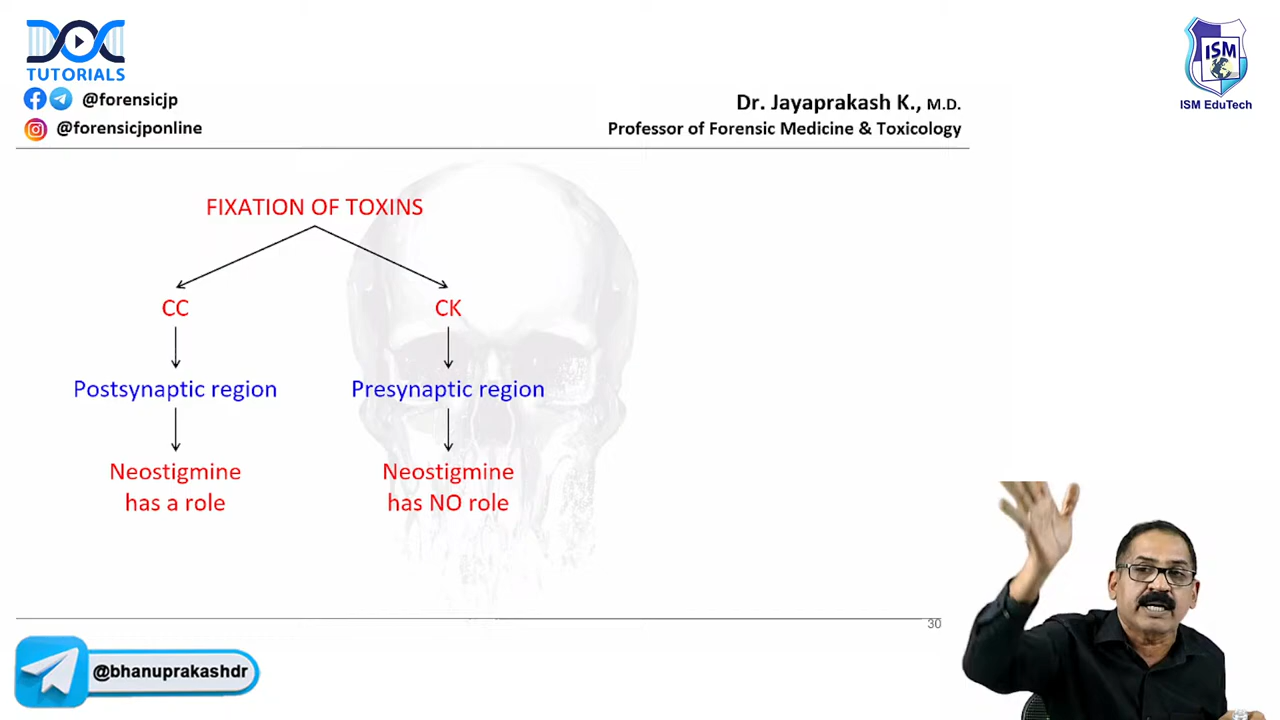 DOC
TUTORIALS
@forensicjp
@forensicjponline
Dr. Jayaprakash K., M.D.
Professor of Forensic Medicine & Toxicology
ISM
ISM EduTech
FIXATION OF TOXINS
CC
CK
Postsynaptic region
Presynaptic region
Neostigmine
has a role
Neostigmine
has NO role
30
@bhanuprakashdr